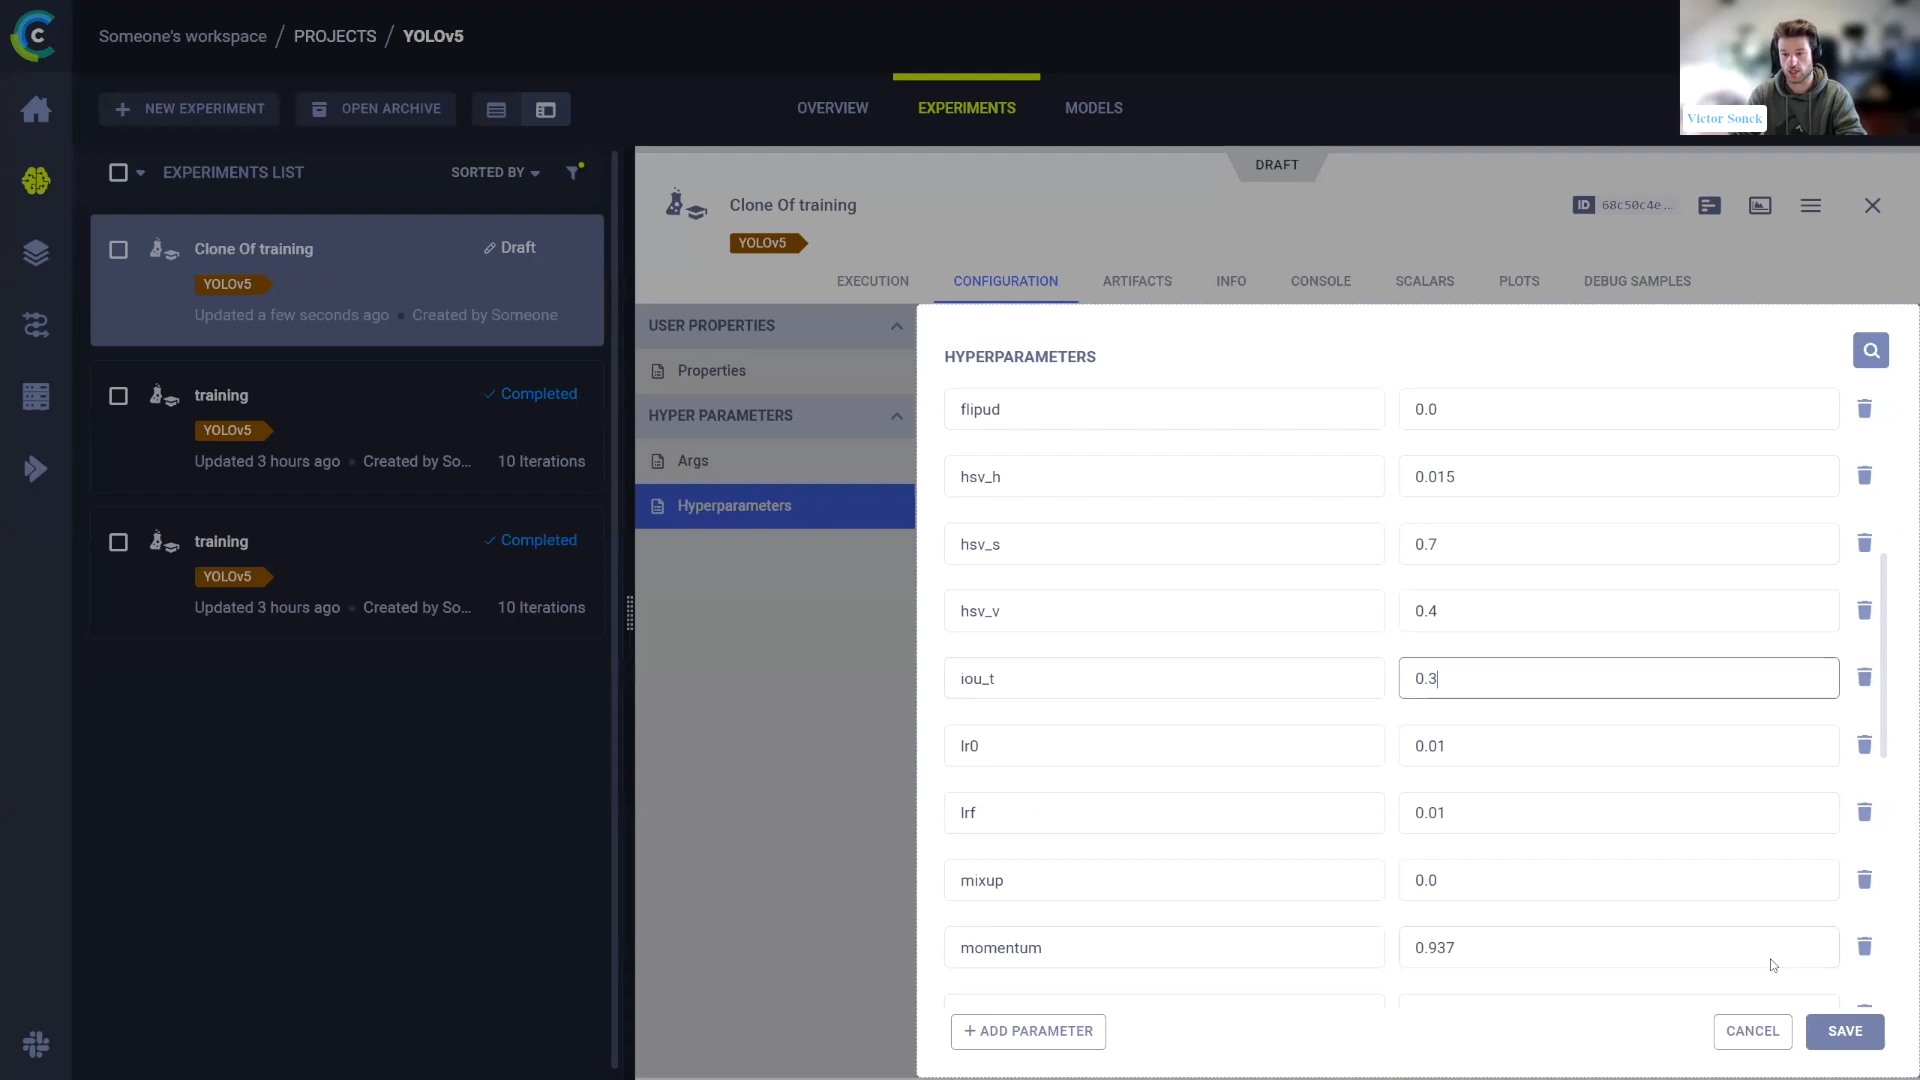 Someone's workspace / PROJECTS / YOLOv5
Victor Sonck
NEW EXPERIMENT
OPEN ARCHIVE
OVERVIEW
EXPERIMENTS
MODELS
EXPERIMENTS LIST
SORTED BY
Clone Of training
Draft
YOLOv5
Updated a few seconds ago • Created by Someone
training
Completed
YOLOv5
Updated 3 hours ago • Created by So... 10 Iterations
training
Completed
YOLOv5
Updated 3 hours ago • Created by So... 10 Iterations
DRAFT
Clone Of training
ID 68c50c4e...
YOLOv5
EXECUTION
CONFIGURATION
ARTIFACTS
INFO
CONSOLE
SCALARS
PLOTS
DEBUG SAMPLES
USER PROPERTIES
Properties
HYPER PARAMETERS
Args
Hyperparameters
HYPERPARAMETERS
flipud 0.0
hsv_h 0.015
hsv_s 0.7
hsv_v 0.4
iou_t 0.3
lr0 0.01
lrf 0.01
mixup 0.0
momentum 0.937
+ ADD PARAMETER
CANCEL
SAVE